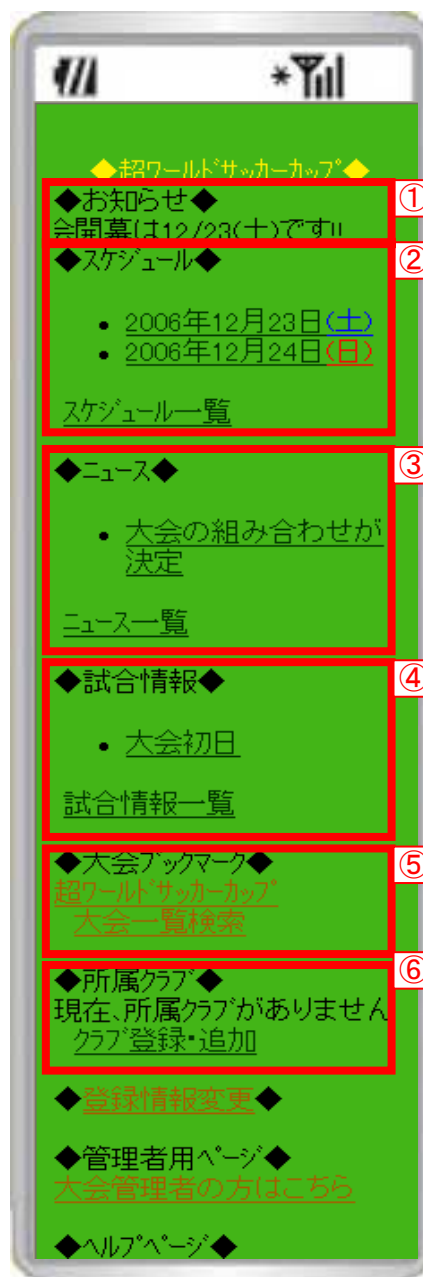 ◆超ワールドサッカーカップ◆
①
◆お知らせ◆
会開幕は12/23(土)です!!
②
◆スケジュール◆
• 2006年12月23日(土)
• 2006年12月24日(日)
スケジュール一覧
③
◆ニュース◆
• 大会の組み合わせが
決定
ニュース一覧
④
◆試合情報◆
• 大会初日
試合情報一覧
⑤
◆大会ブックマーク◆
超ワールドサッカーカップ
大会一覧検索
⑥
◆所属クラブ◆
現在、所属クラブがありません
クラブ登録・追加
◆登録情報変更◆
◆管理者用ページ◆
大会管理者の方はこちら
◆ヘルプページ◆